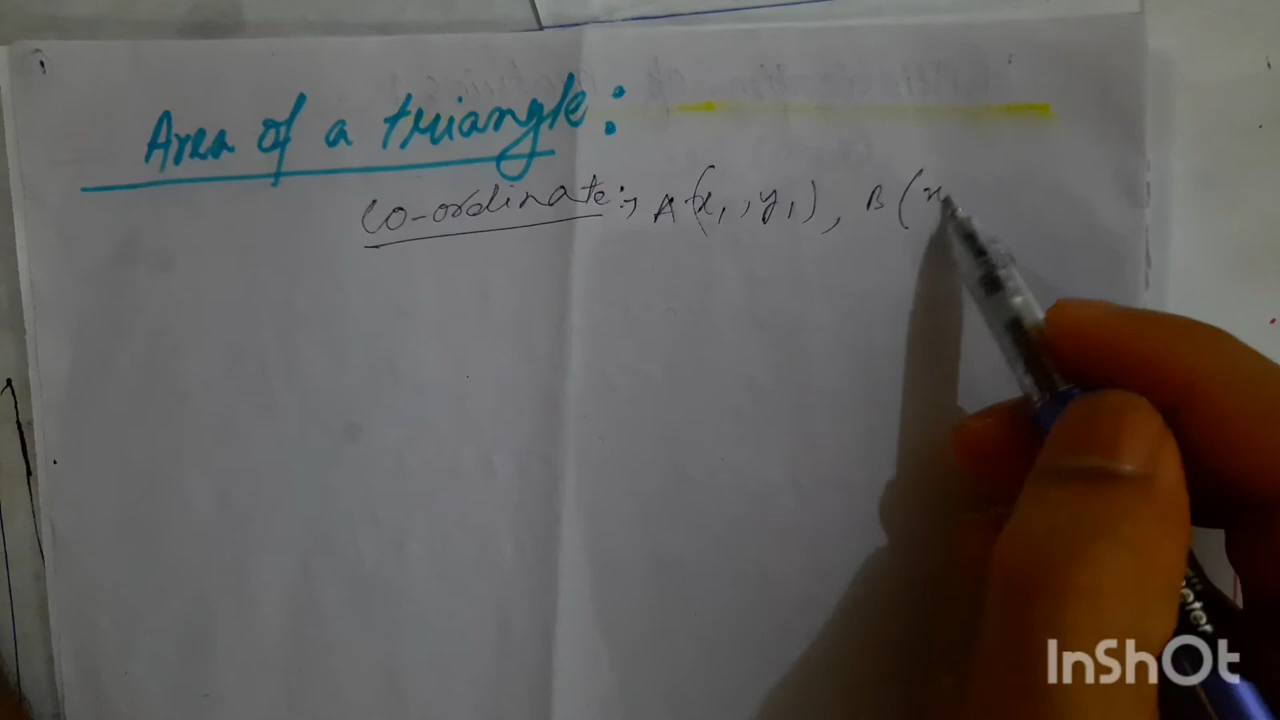 Area of a triangle:
Co-ordinate:, A(x₁, y₁), B(x
InShOt